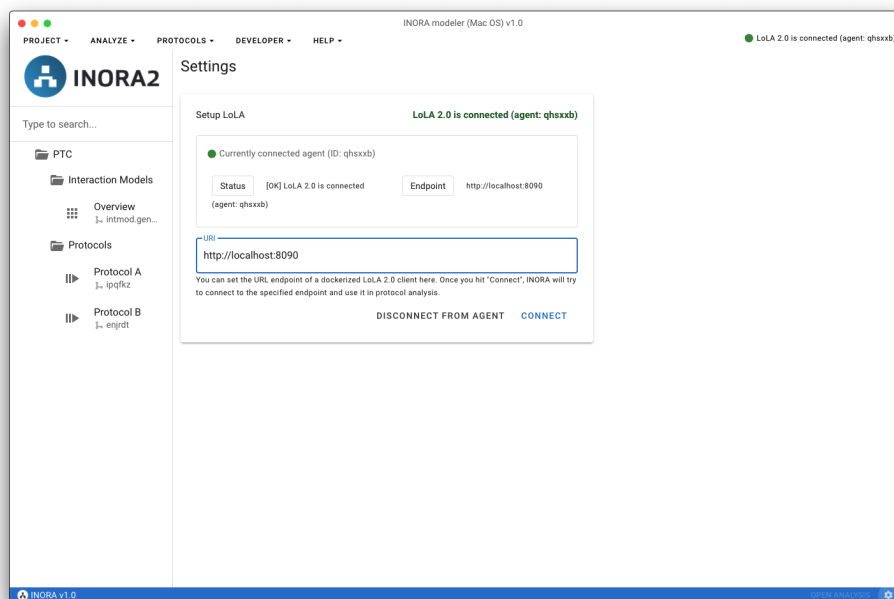 INORA modeler (Mac OS) v1.0
PROJECT ANALYZE PROTOCOLS DEVELOPER HELP
LoLA 2.0 is connected (agent: qhsxxb)
INORA2
Type to search...
PTC
Interaction Models
Overview
intmod.gen...
Protocols
Protocol A
ipqfkz
Protocol B
enjrdt
Settings
Setup LoLA
LoLA 2.0 is connected (agent: qhsxxb)
Currently connected agent (ID: qhsxxb)
Status [OK] LoLA 2.0 is connected
(agent: qhsxxb)
Endpoint http://localhost:8090
URI
http://localhost:8090
You can set the URL endpoint of a dockerized LoLA 2.0 client here. Once you hit "Connect", INORA will try
to connect to the specified endpoint and use it in protocol analysis.
DISCONNECT FROM AGENT CONNECT
INORA v1.0
OPEN ANALYSIS